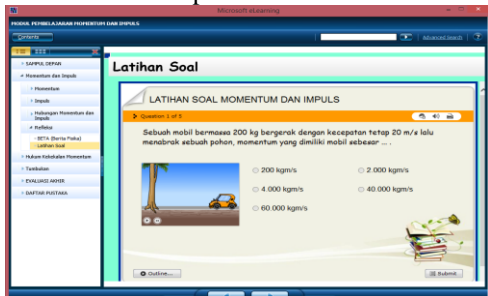 Microsoft eLearning
MODUL PEMBELAJARAN MOMENTUM DAN IMPULS
Contents
Advanced Search
SAMPUL DEPAN
Momentum dan Impuls
Momentum
Impuls
Hubungan Momentum dan
Impuls
Refleksi
BETA (Berita Fisika)
Latihan Soal
Hukum Kekekalan Momentum
Tumbukan
EVALUASI AKHIR
DAFTAR PUSTAKA
Latihan Soal
LATIHAN SOAL MOMENTUM DAN IMPULS
Question 1 of 5
Sebuah mobil bermassa 200 kg bergerak dengan kecepatan tetap 20 m/s lalu
menabrak sebuah pohon, momentum yang dimiliki mobil sebesar ... .
200 kgm/s
2.000 kgm/s
4.000 kgm/s
40.000 kgm/s
60.000 kgm/s
Outline...
Submit